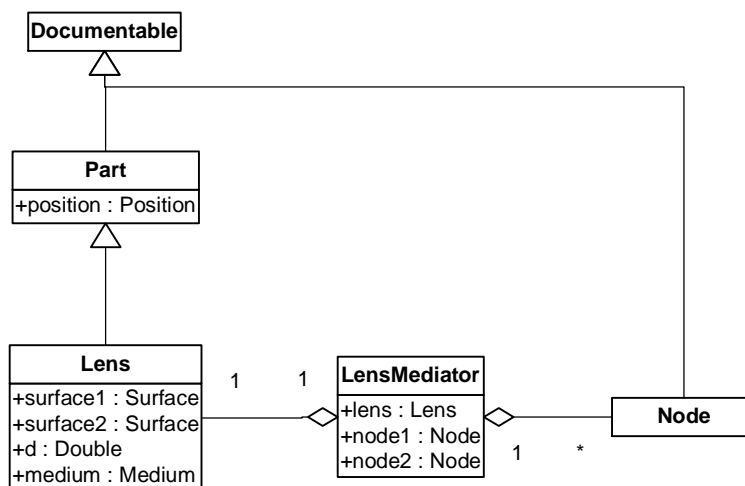 Documentable
Part
+position : Position
Lens
+surface1 : Surface
+surface2 : Surface
+d : Double
+medium : Medium
1
1
LensMediator
+lens : Lens
+node1 : Node
+node2 : Node
1
*
Node